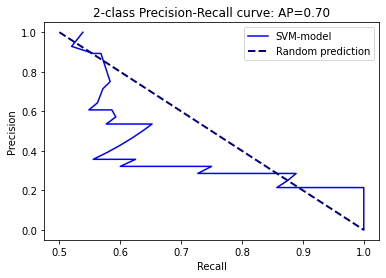 2-class Precision-Recall curve: AP=0.70
SVM-model
Random prediction
Precision
1.0
0.8
0.6
0.4
0.2
0.0
0.5
0.6
0.7
0.8
0.9
1.0
Recall